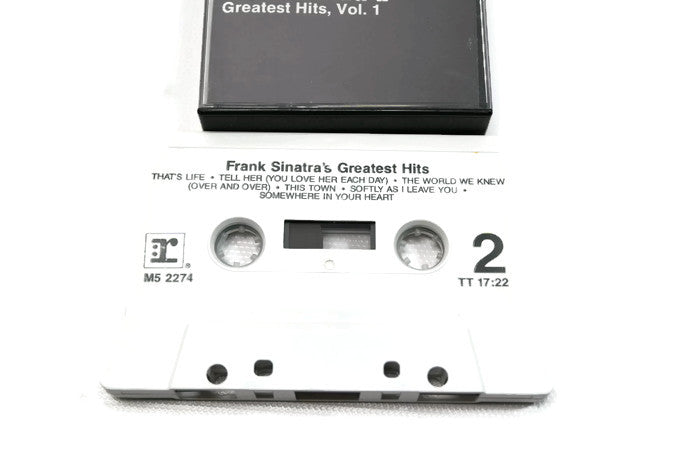 Greatest Hits, Vol. 1
Frank Sinatra's Greatest Hits
THAT'S LIFE • TELL HER (YOU LOVE HER EACH DAY) • THE WORLD WE KNEW
(OVER AND OVER) • THIS TOWN • SOFTLY AS I LEAVE YOU •
SOMEWHERE IN YOUR HEART
r ®
M5 2274
2
TT 17:22